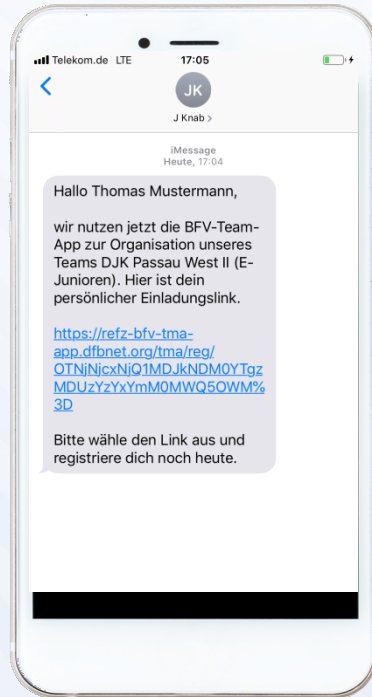 Telekom.de LTE 17:05
JK
J Knab >
iMessage
Heute, 17:04
Hallo Thomas Mustermann,
wir nutzen jetzt die BFV-Team-
App zur Organisation unseres
Teams DJK Passau West II (E-
Junioren). Hier ist dein
persönlicher Einladungslink.
https://refz-bfv-tma-
app.dfbnet.org/tma/reg/
OTNjNjcxNjQ1MDJkNDM0YTgz
MDUzYzYxYmM0MWQ5OWM%
3D
Bitte wähle den Link aus und
registriere dich noch heute.